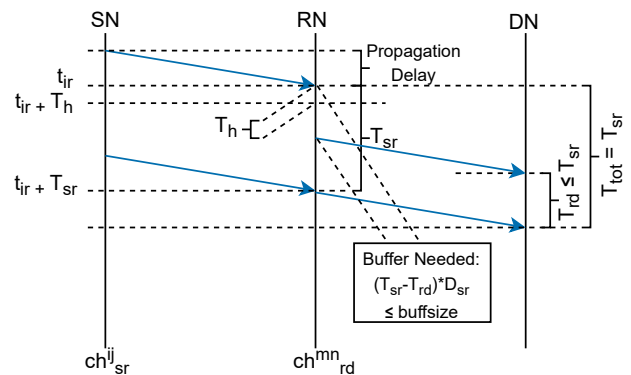 SN RN DN
Propagation
Delay
t_ir
t_ir + T_h
T_h
T_sr
T_rd ≤ T_sr
T_tot = T_sr
t_ir + T_sr
Buffer Needed:
(T_sr-T_rd)*D_sr
≤ buffsize
ch^ij_sr ch^mn_rd